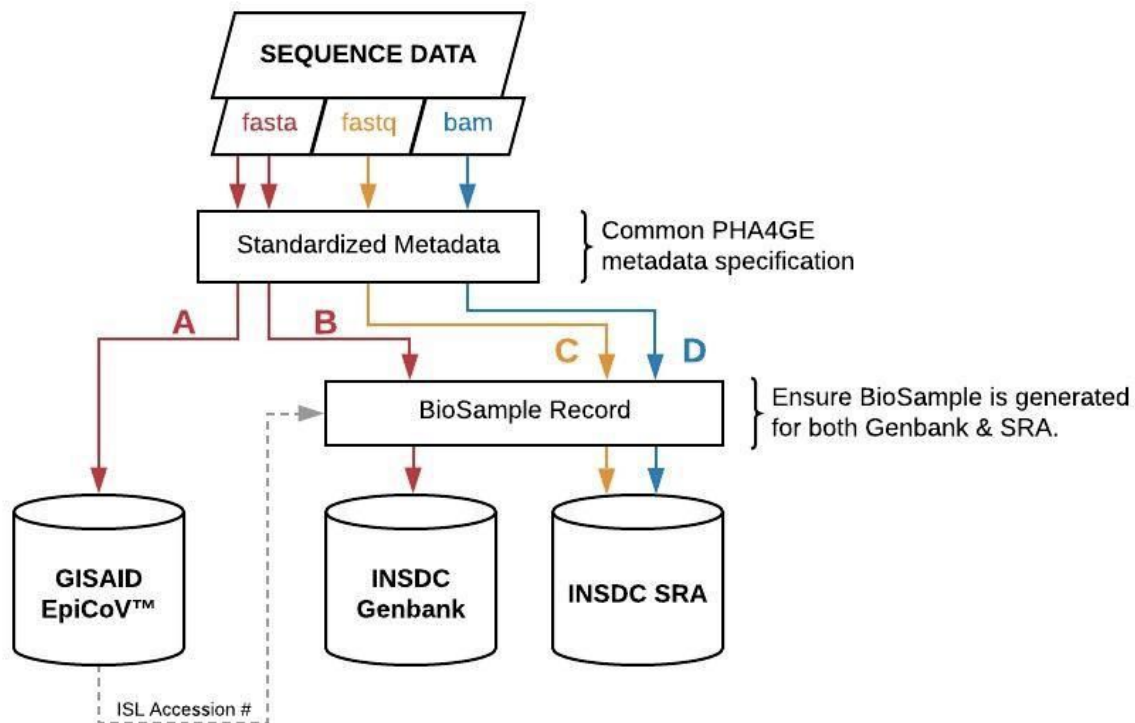 SEQUENCE DATA
fasta
fastq
bam
Standardized Metadata
Common PHA4GE
metadata specification
A
B
C
D
BioSample Record
Ensure BioSample is generated
for both Genbank & SRA.
GISAID
EpiCoV™
INSDC
Genbank
INSDC SRA
ISL Accession #